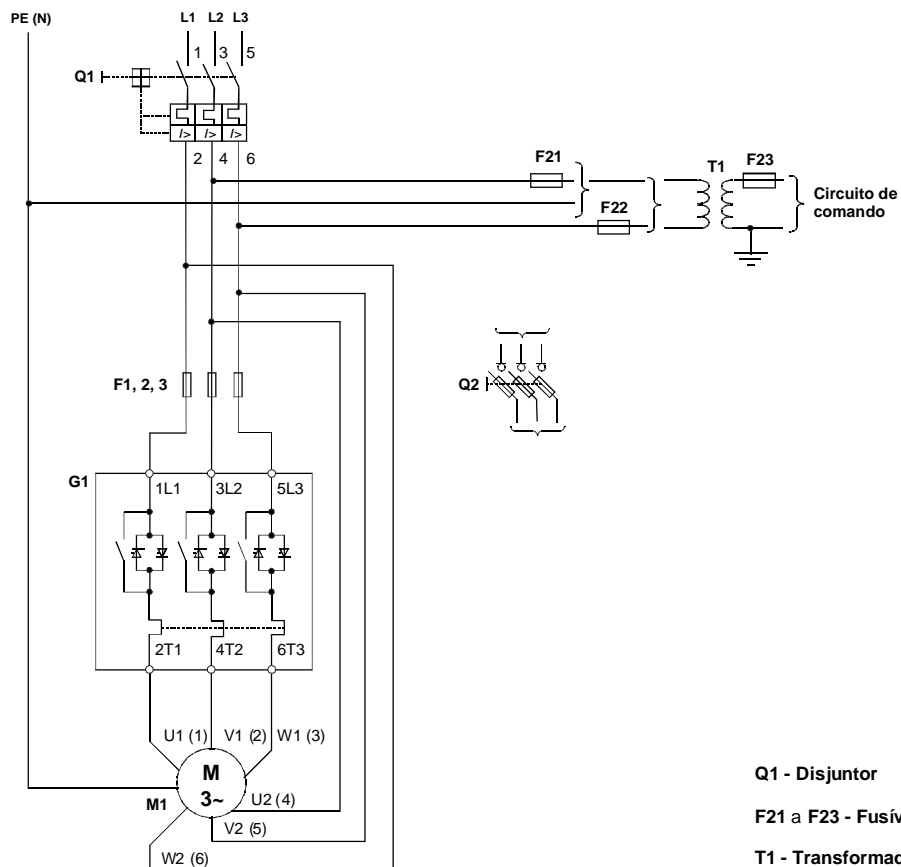 PE (N)
L1 L2 L3
1 3 5
Q1
I> I> I>
2 4 6
F21
T1
F23
F22
Circuito de
comando
F1, 2, 3
Q2
G1
1L1 3L2 5L3
2T1 4T2 6T3
U1 (1) V1 (2) W1 (3)
M
3~
M1
U2 (4)
V2 (5)
W2 (6)
Q1 - Disjuntor
F21 a F23 - Fusív
T1 - Transformad